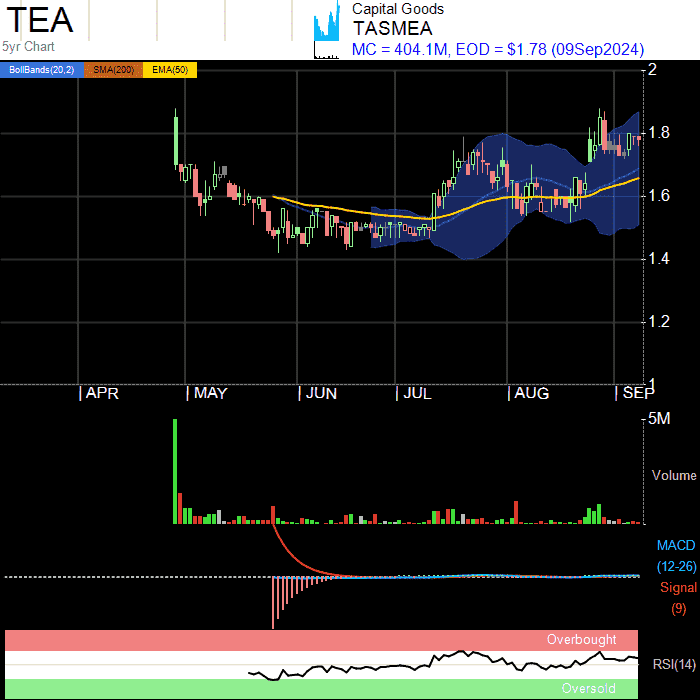 TEA
5yr Chart
Capital Goods
TASMEA
MC = 404.1M, EOD = $1.78 (09Sep2024)
BollBands(20,2) SMA(200) EMA(50)
2
1.8
1.6
1.4
1.2
1
APR MAY JUN JUL AUG SEP
5M
Volume
MACD
(12-26)
Signal
(9)
Overbought
RSI(14)
Oversold